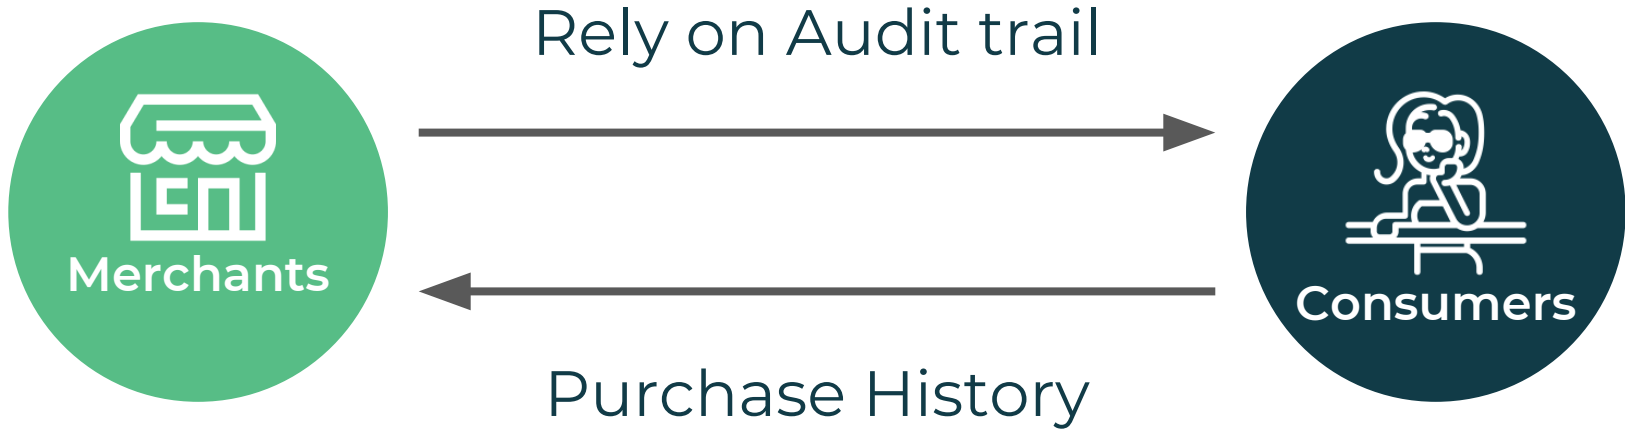 Rely on Audit trail
Merchants
Consumers
Purchase History